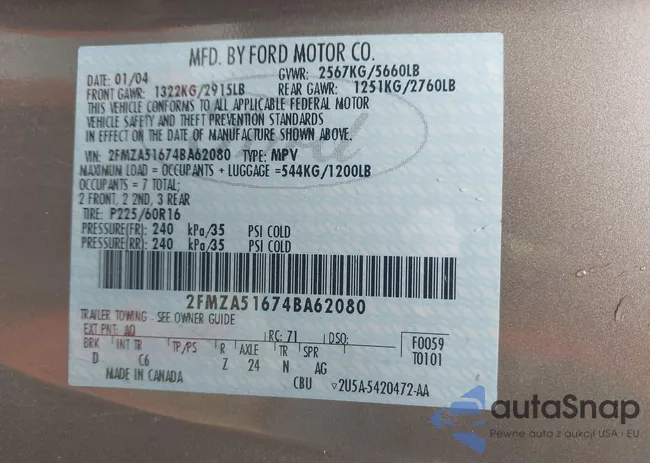 MFD. BY FORD MOTOR CO.
DATE: 01/04 GVWR: 2567KG/5660LB
FRONT GAWR: 1322KG/2915LB REAR GAWR: 1251KG/2760LB
THIS VEHICLE CONFORMS TO ALL APPLICABLE FEDERAL MOTOR
VEHICLE SAFETY AND THEFT PREVENTION STANDARDS
IN EFFECT ON THE DATE OF MANUFACTURE SHOWN ABOVE.
VIN: 2FMZA51674BA62080 TYPE: MPV
MAXIMUM LOAD = OCCUPANTS + LUGGAGE =544KG/1200LB
OCCUPANTS = 7 TOTAL;
2 FRONT, 2 2ND, 3 REAR
TIRE: P225/60R16
PRESSURE(FR): 240 kPa/35 PSI COLD
PRESSURE(RR): 240 kPa/35 PSI COLD
2FMZA51674BA62080
TRAILER TOWING - SEE OWNER GUIDE
EXT PNT: AQ RC: 71 DSO: F0059
BRK INT TR TP/PS R AXLE TR SPR T0101
D C6 Z 24 N AG
MADE IN CANADA CBU 2U5A-5420472-AA
autaSnap
Pewne auto z aukcji USA i EU